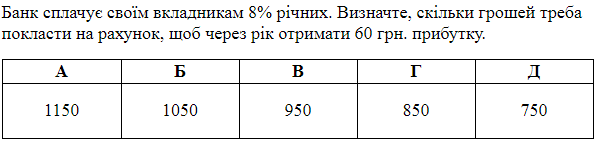 Банк сплачує своїм вкладникам 8% річних. Визначте, скільки грошей треба
покласти на рахунок, щоб через рік отримати 60 грн. прибутку.
А Б В Г Д
1150 1050 950 850 750